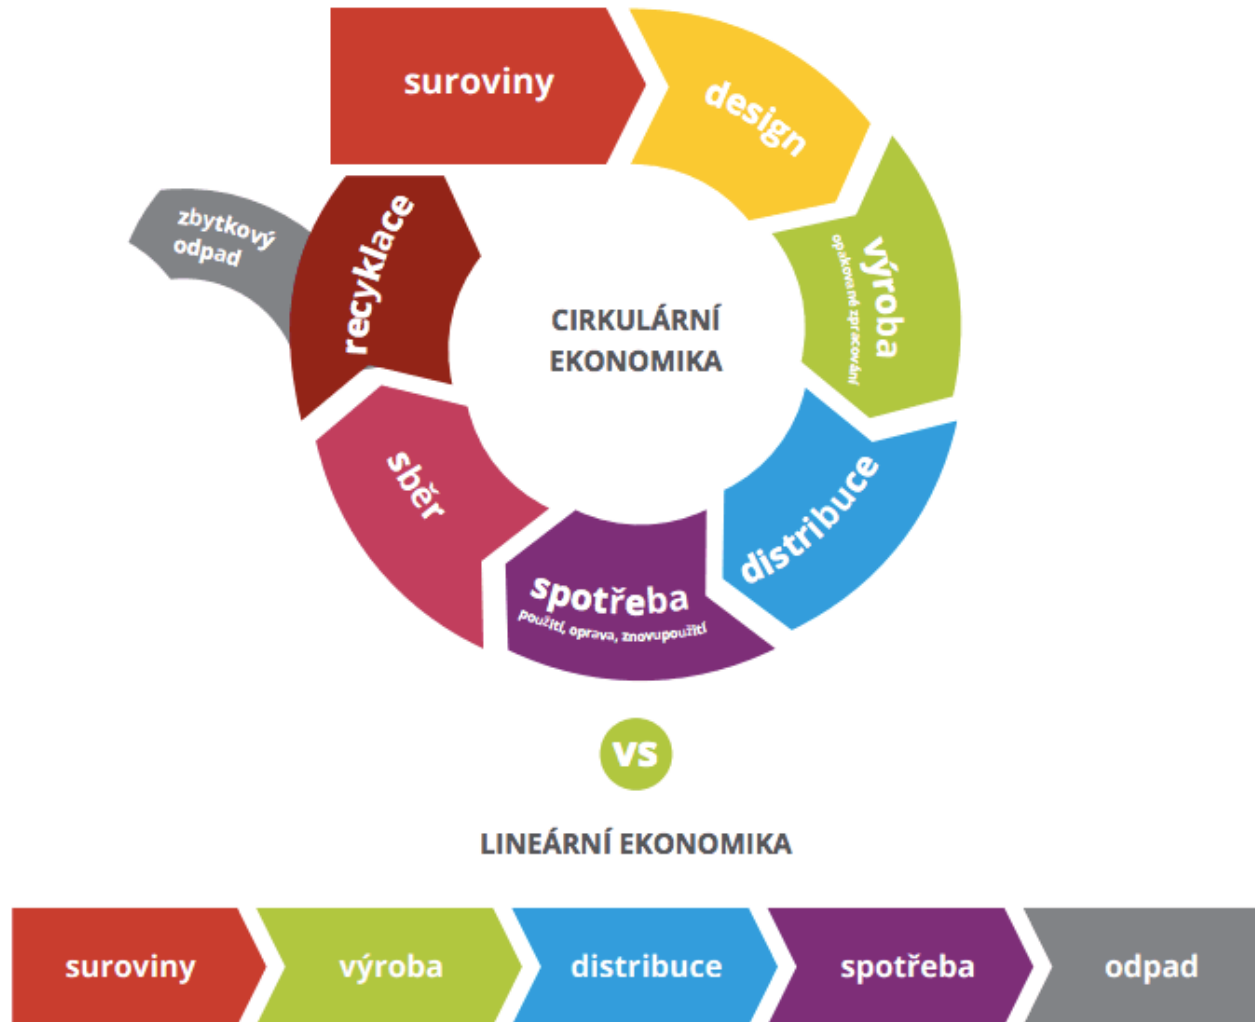 suroviny
design
výroba
opakované zpracování
distribuce
spotřeba
použití, oprava, znovupoužití
sběr
recyklace
zbytkový
odpad
CIRKULÁRNÍ
EKONOMIKA
vs
LINEÁRNÍ EKONOMIKA
suroviny
výroba
distribuce
spotřeba
odpad